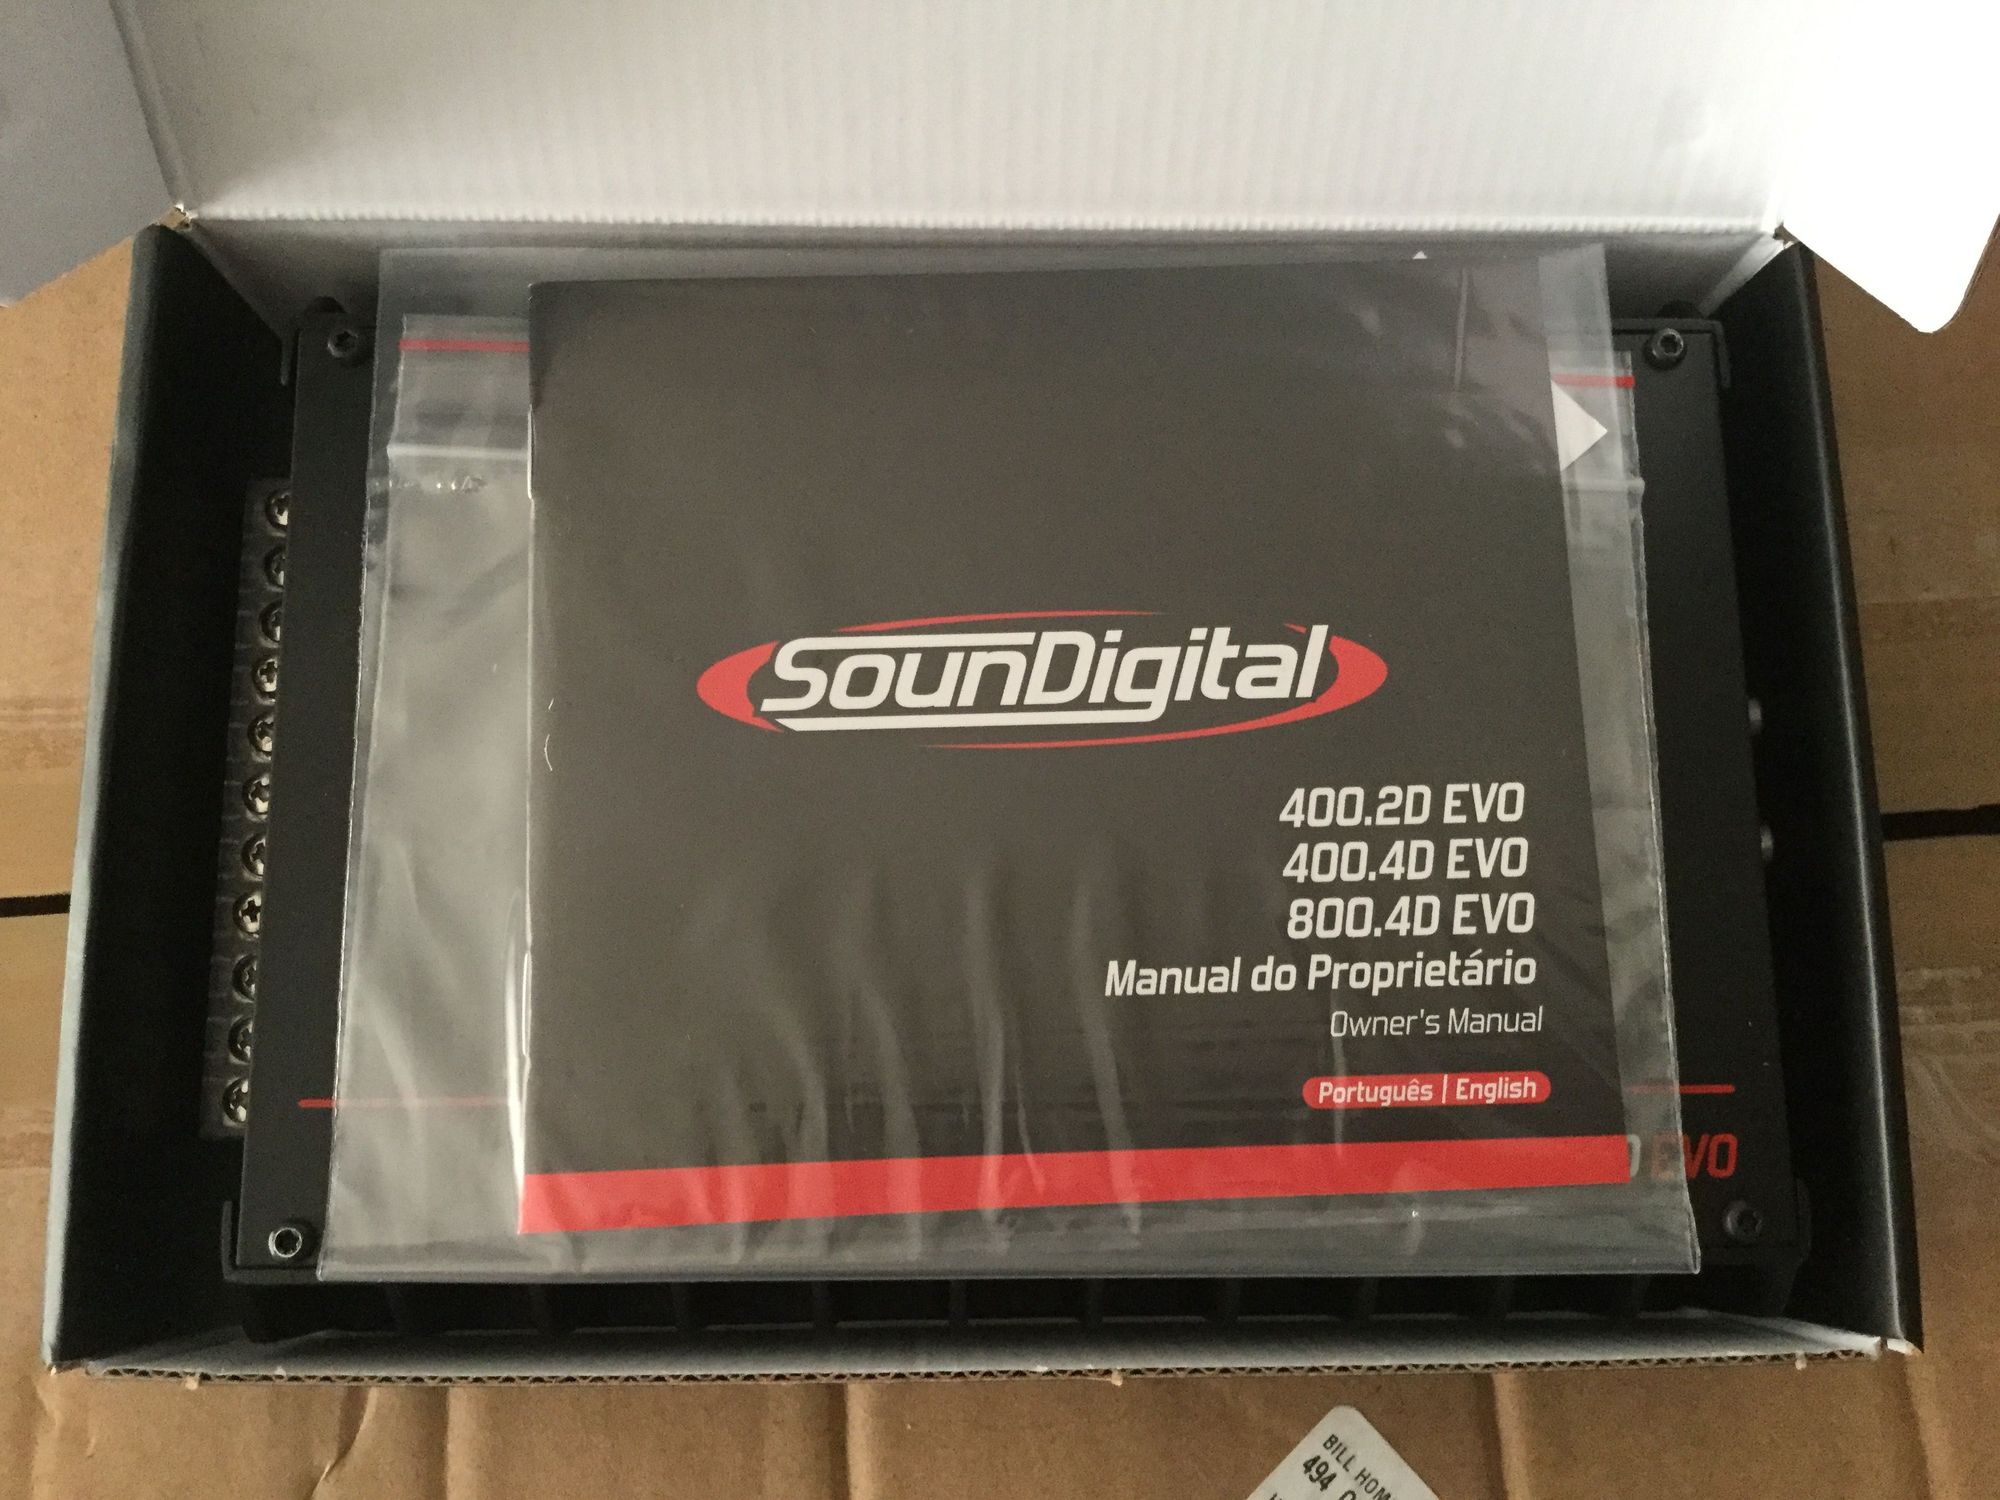 SounDigital
400.2D EVO
400.4D EVO
800.4D EVO
Manual do Proprietário
Owner's Manual
Português | English
EVO
BILL
494